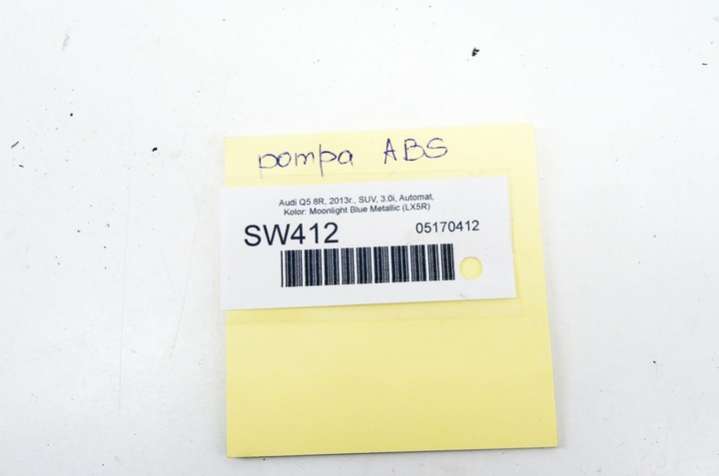 pompa ABS
Audi Q5 8R, 2013r., SUV, 3.0i, Automat,
Kolor: Moonlight Blue Metallic (LX5R)
SW412 05170412